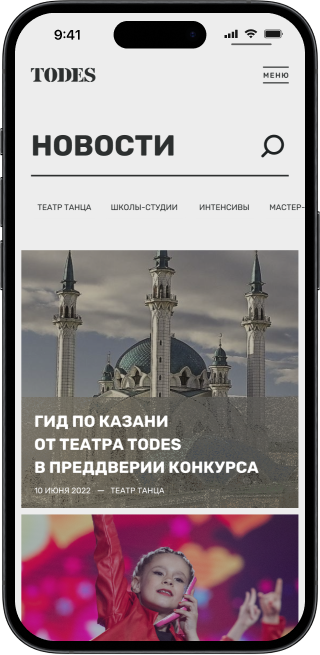 9:41
TODES
МЕНЮ
НОВОСТИ
ТЕАТР ТАНЦА ШКОЛЫ-СТУДИИ ИНТЕНСИВЫ МАСТЕР-
ГИД ПО КАЗАНИ
ОТ ТЕАТРА TODES
В ПРЕДДВЕРИИ КОНКУРСА
10 ИЮНЯ 2022 — ТЕАТР ТАНЦА